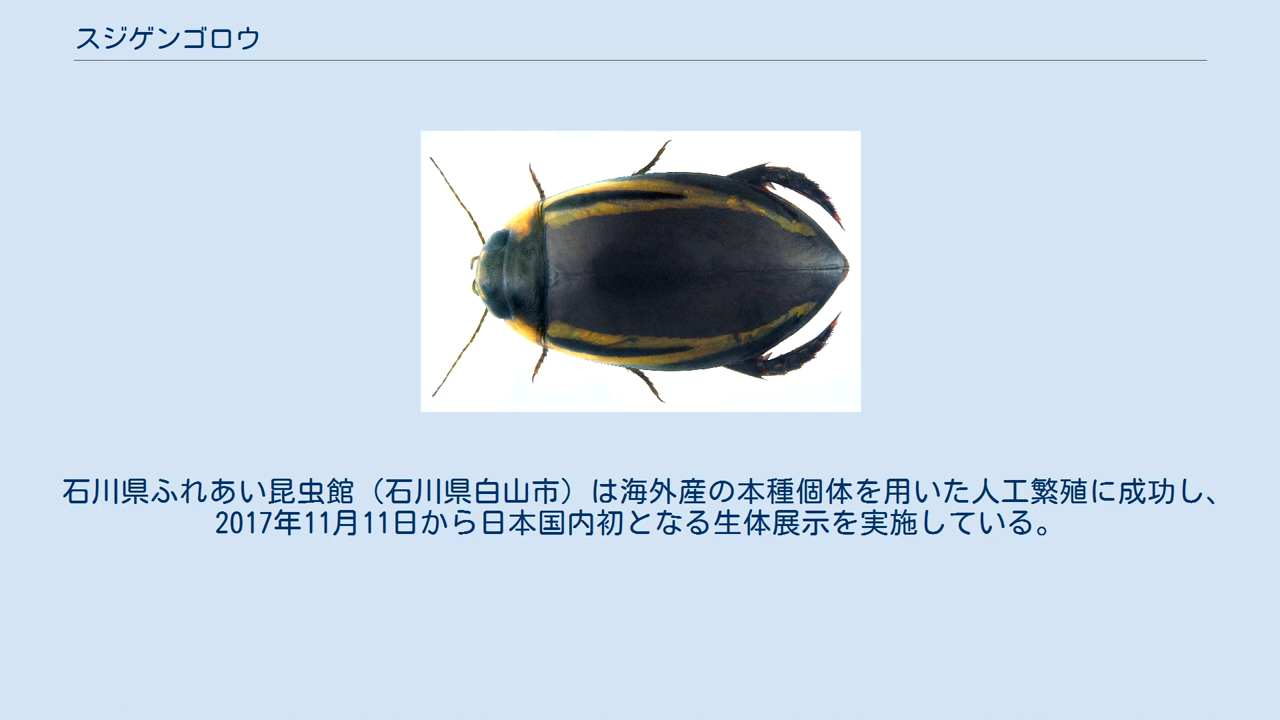 スジゲンゴロウ
石川県ふれあい昆虫館（石川県白山市）は海外産の本種個体を用いた人工繁殖に成功し、
2017年11月11日から日本国内初となる生体展示を実施している。